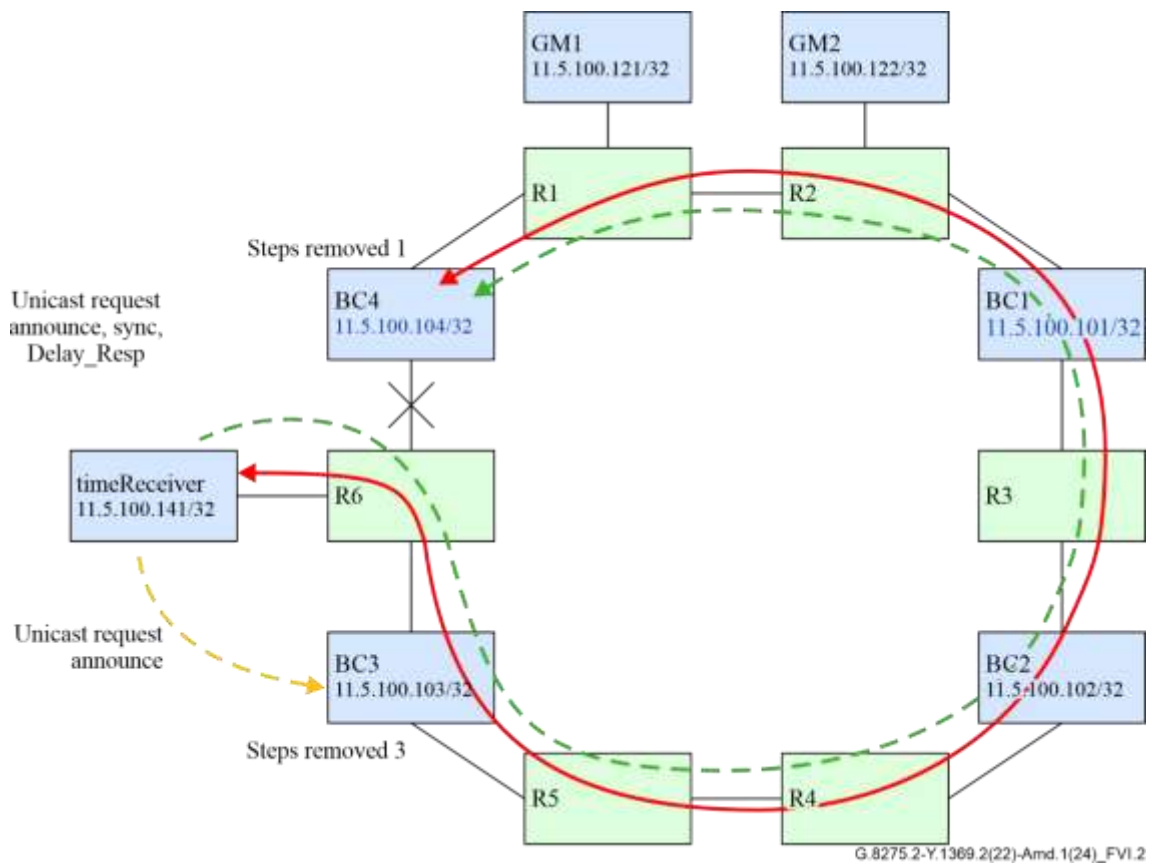 GM1
11.5.100.121/32
GM2
11.5.100.122/32
R1
R2
Steps removed 1
BC4
11.5.100.104/32
BC1
11.5.100.101/32
Unicast request
announce, sync,
Delay_Resp
timeReceiver
11.5.100.141/32
R6
R3
Unicast request
announce
BC3
11.5.100.103/32
BC2
11.5.100.102/32
Steps removed 3
R5
R4
G.8275.2-Y.1369.2(22)-Amd.1(24)_FVI.2